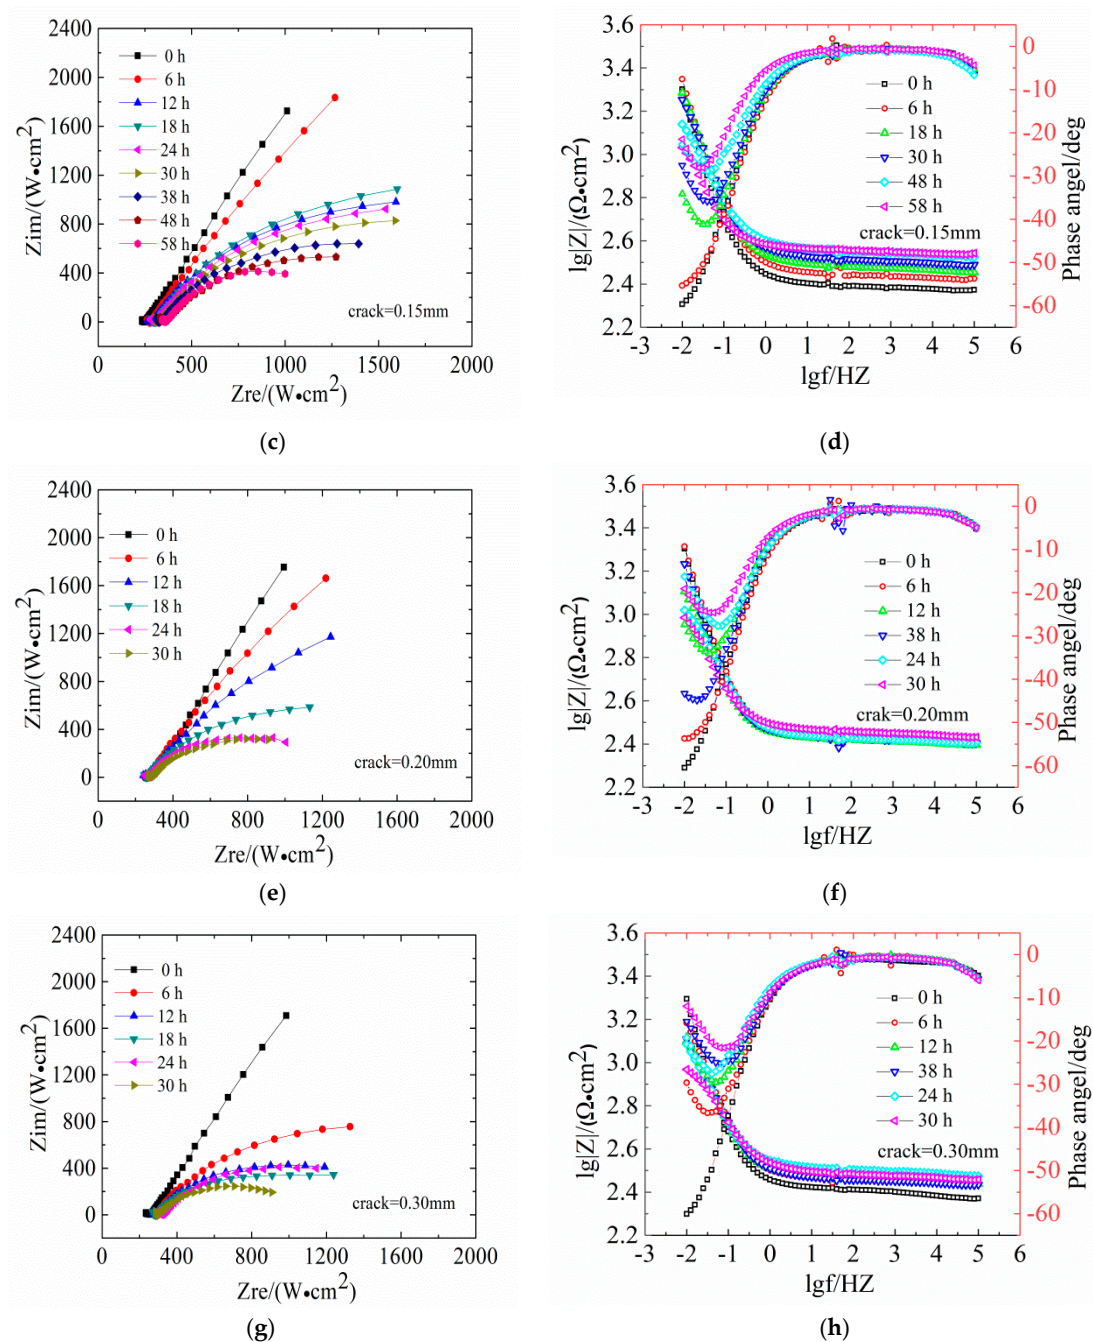 2400
2000
1600
1200
800
400
0
Zim/(W•cm2)
0 h
6 h
12 h
18 h
24 h
30 h
38 h
48 h
58 h
crack=0.15mm
0 500 1000 1500 2000
Zre/(W•cm2)
(c)
3.6
3.4
3.2
3.0
2.8
2.6
2.4
2.2
lg|Z|/(Ω•cm2)
0 h
6 h
18 h
30 h
48 h
58 h
crack=0.15mm
0
-10
-20
-30
-40
-50
-60
Phase angel/deg
-3 -2 -1 0 1 2 3 4 5 6
lgf/HZ
(d)
2400
2000
1600
1200
800
400
0
Zim/(W•cm2)
0 h
6 h
12 h
18 h
24 h
30 h
crack=0.20mm
0 400 800 1200 1600 2000
Zre/(W•cm2)
(e)
3.6
3.4
3.2
3.0
2.8
2.6
2.4
2.2
lg|Z|/(Ω•cm2)
0 h
6 h
12 h
38 h
24 h
30 h
crak=0.20mm
0
-10
-20
-30
-40
-50
-60
Phase angel/deg
-3 -2 -1 0 1 2 3 4 5 6
lgf/HZ
(f)
2400
2000
1600
1200
800
400
0
Zim/(W•cm2)
0 h
6 h
12 h
18 h
24 h
30 h
crack=0.30mm
400 800 1200 1600 2000
Zre/(W•cm2)
(g)
3.6
3.4
3.2
3.0
2.8
2.6
2.4
2.2
lg|Z|/(Ω•cm2)
0 h
6 h
12 h
38 h
24 h
30 h
crack=0.30mm
0
-10
-20
-30
-40
-50
-60
Phase angel/deg
-3 -2 -1 0 1 2 3 4 5 6
lgf/HZ
(h)